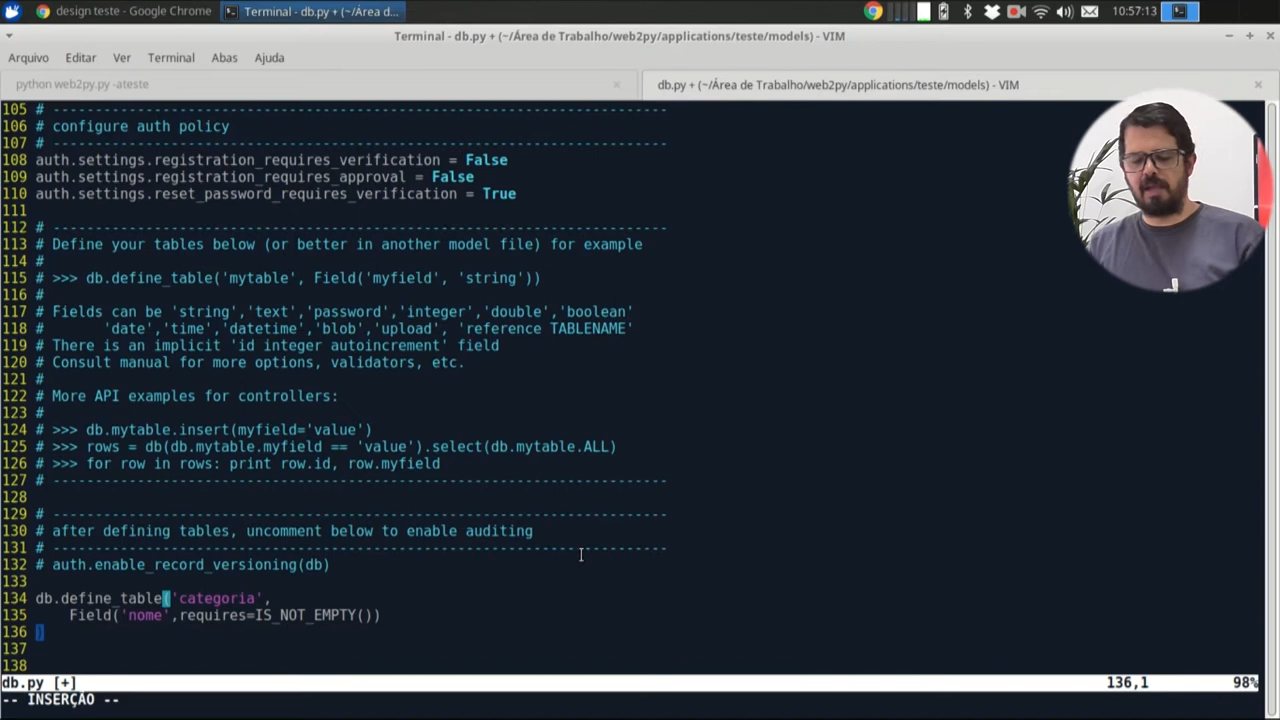 design teste - Google Chrome
Terminal - db.py + (~/Área d...
10:57:13
Terminal - db.py + (~/Área de Trabalho/web2py/applications/teste/models) - VIM
Arquivo Editar Ver Terminal Abas Ajuda
python web2py.py -ateste
db.py + (~/Área de Trabalho/web2py/applications/teste/models) - VIM
105 # -------------------------------------------------------------------------
106 # configure auth policy
107 # -------------------------------------------------------------------------
108 auth.settings.registration_requires_verification = False
109 auth.settings.registration_requires_approval = False
110 auth.settings.reset_password_requires_verification = True
111
112 # -------------------------------------------------------------------------
113 # Define your tables below (or better in another model file) for example
114 #
115 # >>> db.define_table('mytable', Field('myfield', 'string'))
116 #
117 # Fields can be 'string','text','password','integer','double','boolean'
118 #       'date','time','datetime','blob','upload', 'reference TABLENAME'
119 # There is an implicit 'id integer autoincrement' field
120 # Consult manual for more options, validators, etc.
121 #
122 # More API examples for controllers:
123 #
124 # >>> db.mytable.insert(myfield='value')
125 # >>> rows = db(db.mytable.myfield == 'value').select(db.mytable.ALL)
126 # >>> for row in rows: print row.id, row.myfield
127 # -------------------------------------------------------------------------
128
129 # -------------------------------------------------------------------------
130 # after defining tables, uncomment below to enable auditing
131 # -------------------------------------------------------------------------
132 # auth.enable_record_versioning(db)
133
134 db.define_table('categoria',
135     Field('nome',requires=IS_NOT_EMPTY())
136 )
137
138
db.py [+] 136,1 98%
-- INSERÇÃO --